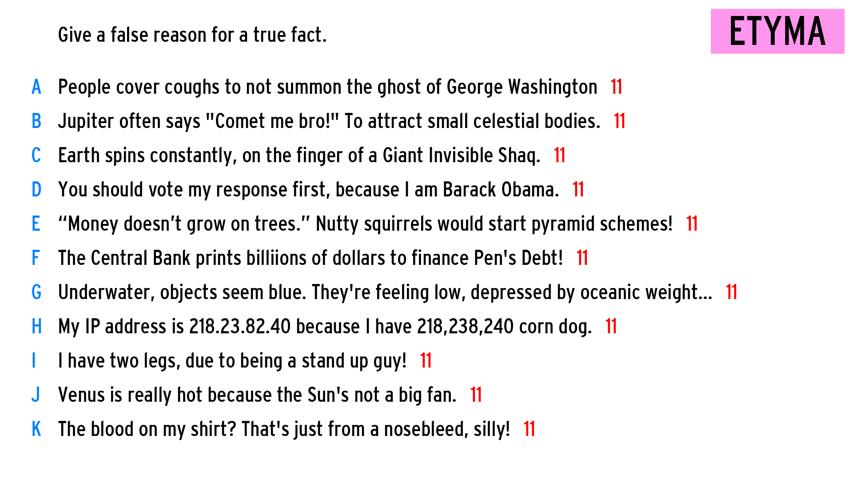 Give a false reason for a true fact.
ETYMA
A People cover coughs to not summon the ghost of George Washington 11
B Jupiter often says "Comet me bro!" To attract small celestial bodies. 11
C Earth spins constantly, on the finger of a Giant Invisible Shaq. 11
D You should vote my response first, because I am Barack Obama. 11
E “Money doesn’t grow on trees.” Nutty squirrels would start pyramid schemes! 11
F The Central Bank prints billiions of dollars to finance Pen's Debt! 11
G Underwater, objects seem blue. They're feeling low, depressed by oceanic weight... 11
H My IP address is 218.23.82.40 because I have 218,238,240 corn dog. 11
I I have two legs, due to being a stand up guy! 11
J Venus is really hot because the Sun's not a big fan. 11
K The blood on my shirt? That's just from a nosebleed, silly! 11